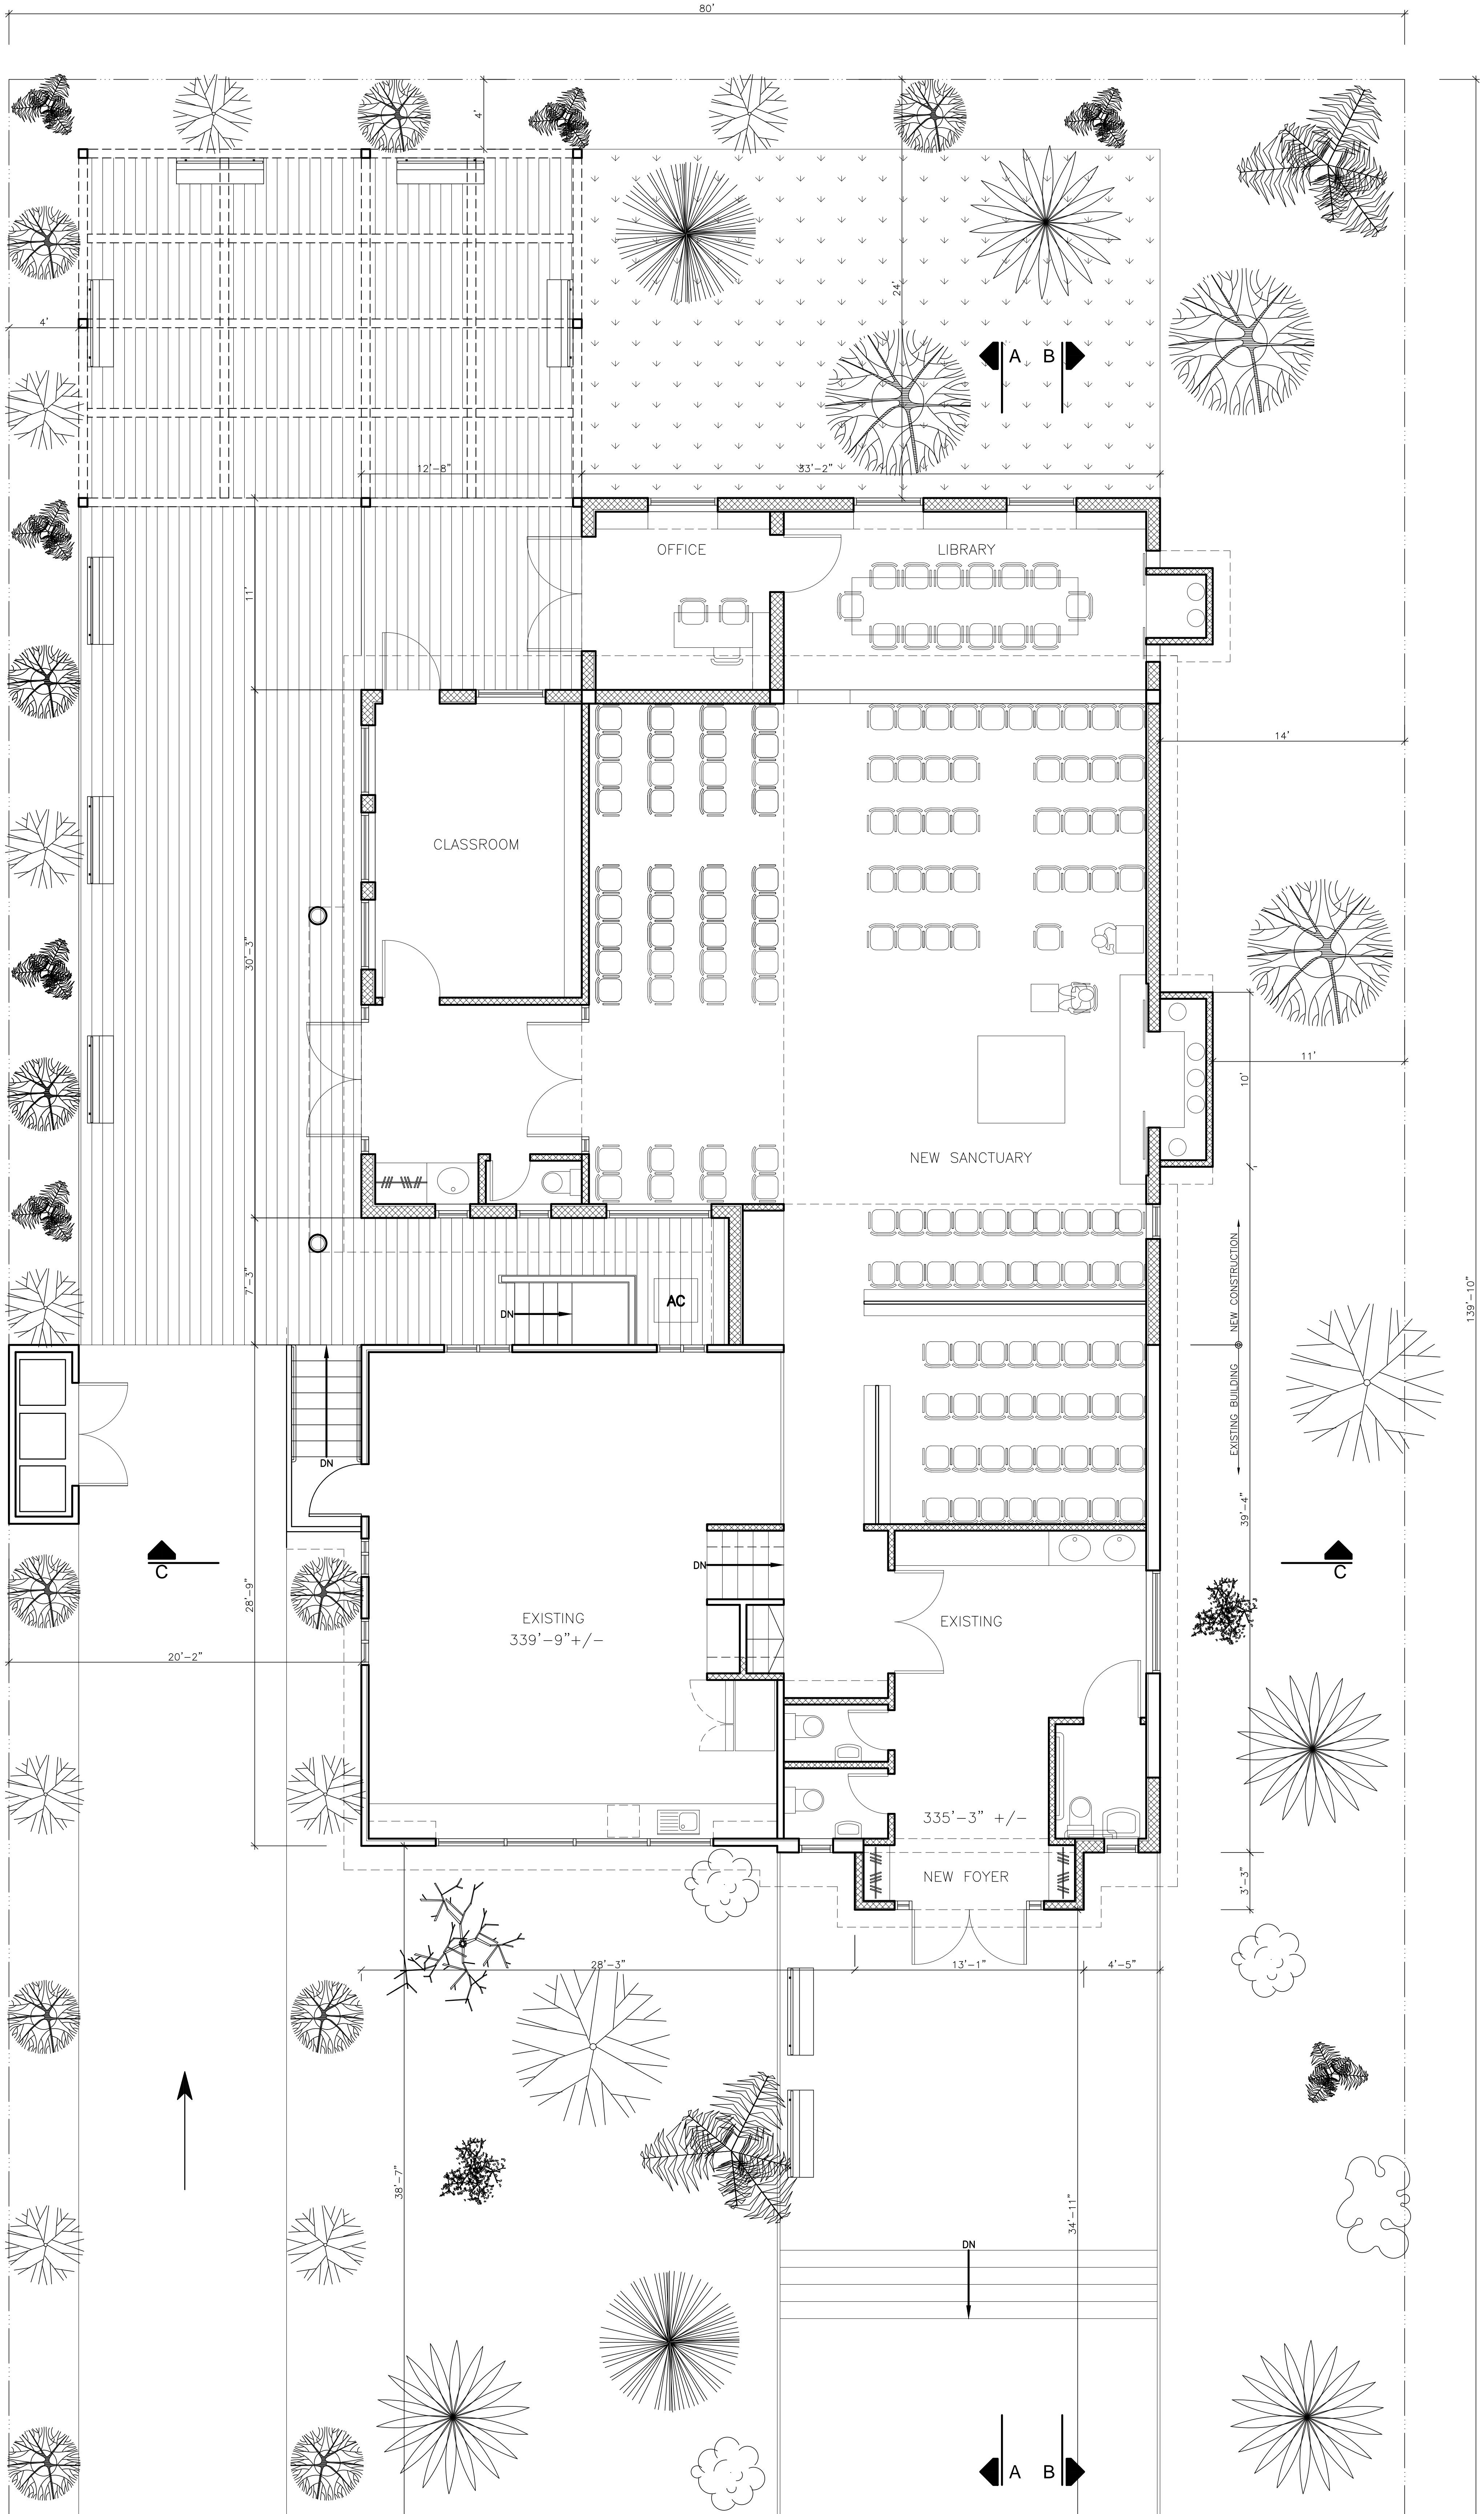 80'
4'
4'
24'
A B
12'-8"
33'-2"
OFFICE
LIBRARY
11'
14'
CLASSROOM
30'-3"
11'
10'
NEW SANCTUARY
7'-3"
DN
AC
NEW CONSTRUCTION
EXISTING BUILDING
139'-10"
DN
39'-4"
C
DN
C
28'-9"
EXISTING
339'-9"+/-
EXISTING
20'-2"
335'-3" +/-
NEW FOYER
3'-3"
28'-3"
13'-1"
4'-5"
38'-7"
34'-11"
DN
A B